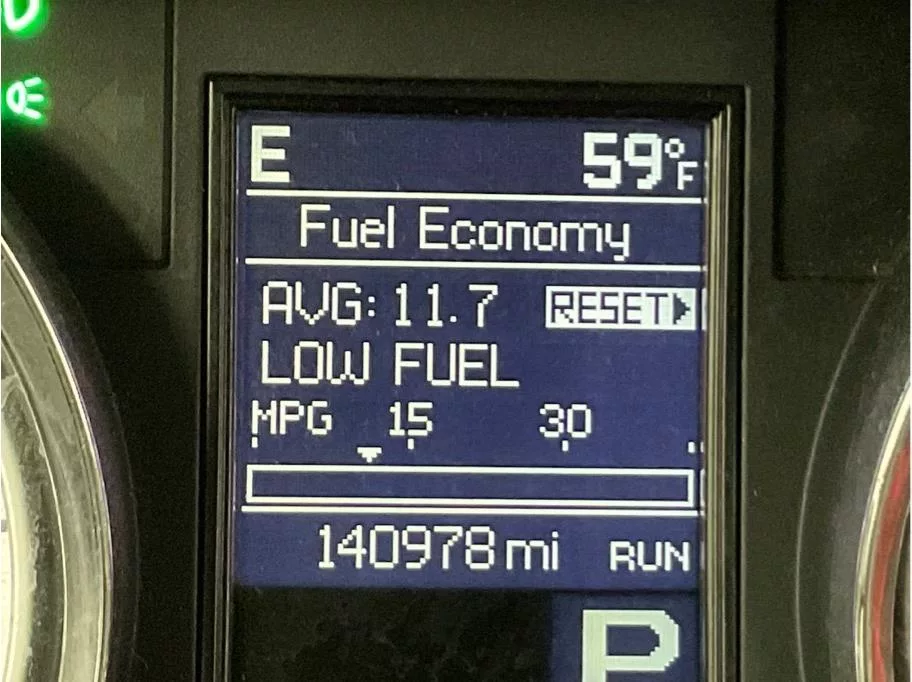 E 59°F
Fuel Economy
AVG: 11.7 RESET
LOW FUEL
MPG 15 30
140978 mi RUN
P